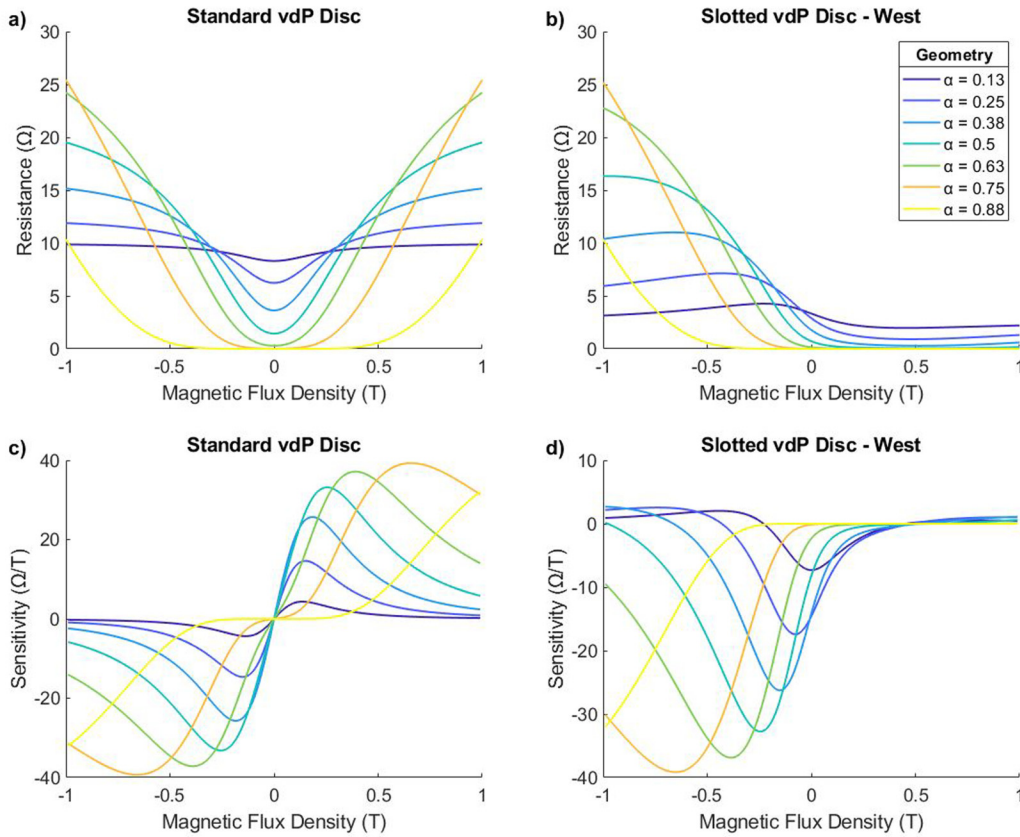 a)
Standard vdP Disc
30
25
20
15
10
5
0
Resistance (Ω)
-1 -0.5 0 0.5 1
Magnetic Flux Density (T)
b)
Slotted vdP Disc - West
30
25
20
15
10
5
0
Resistance (Ω)
-1 -0.5 0 0.5 1
Magnetic Flux Density (T)
Geometry
α = 0.13
α = 0.25
α = 0.38
α = 0.5
α = 0.63
α = 0.75
α = 0.88
c)
Standard vdP Disc
40
20
0
-20
-40
Sensitivity (Ω/T)
-1 -0.5 0 0.5 1
Magnetic Flux Density (T)
d)
Slotted vdP Disc - West
10
0
-10
-20
-30
-40
Sensitivity (Ω/T)
-1 -0.5 0 0.5 1
Magnetic Flux Density (T)